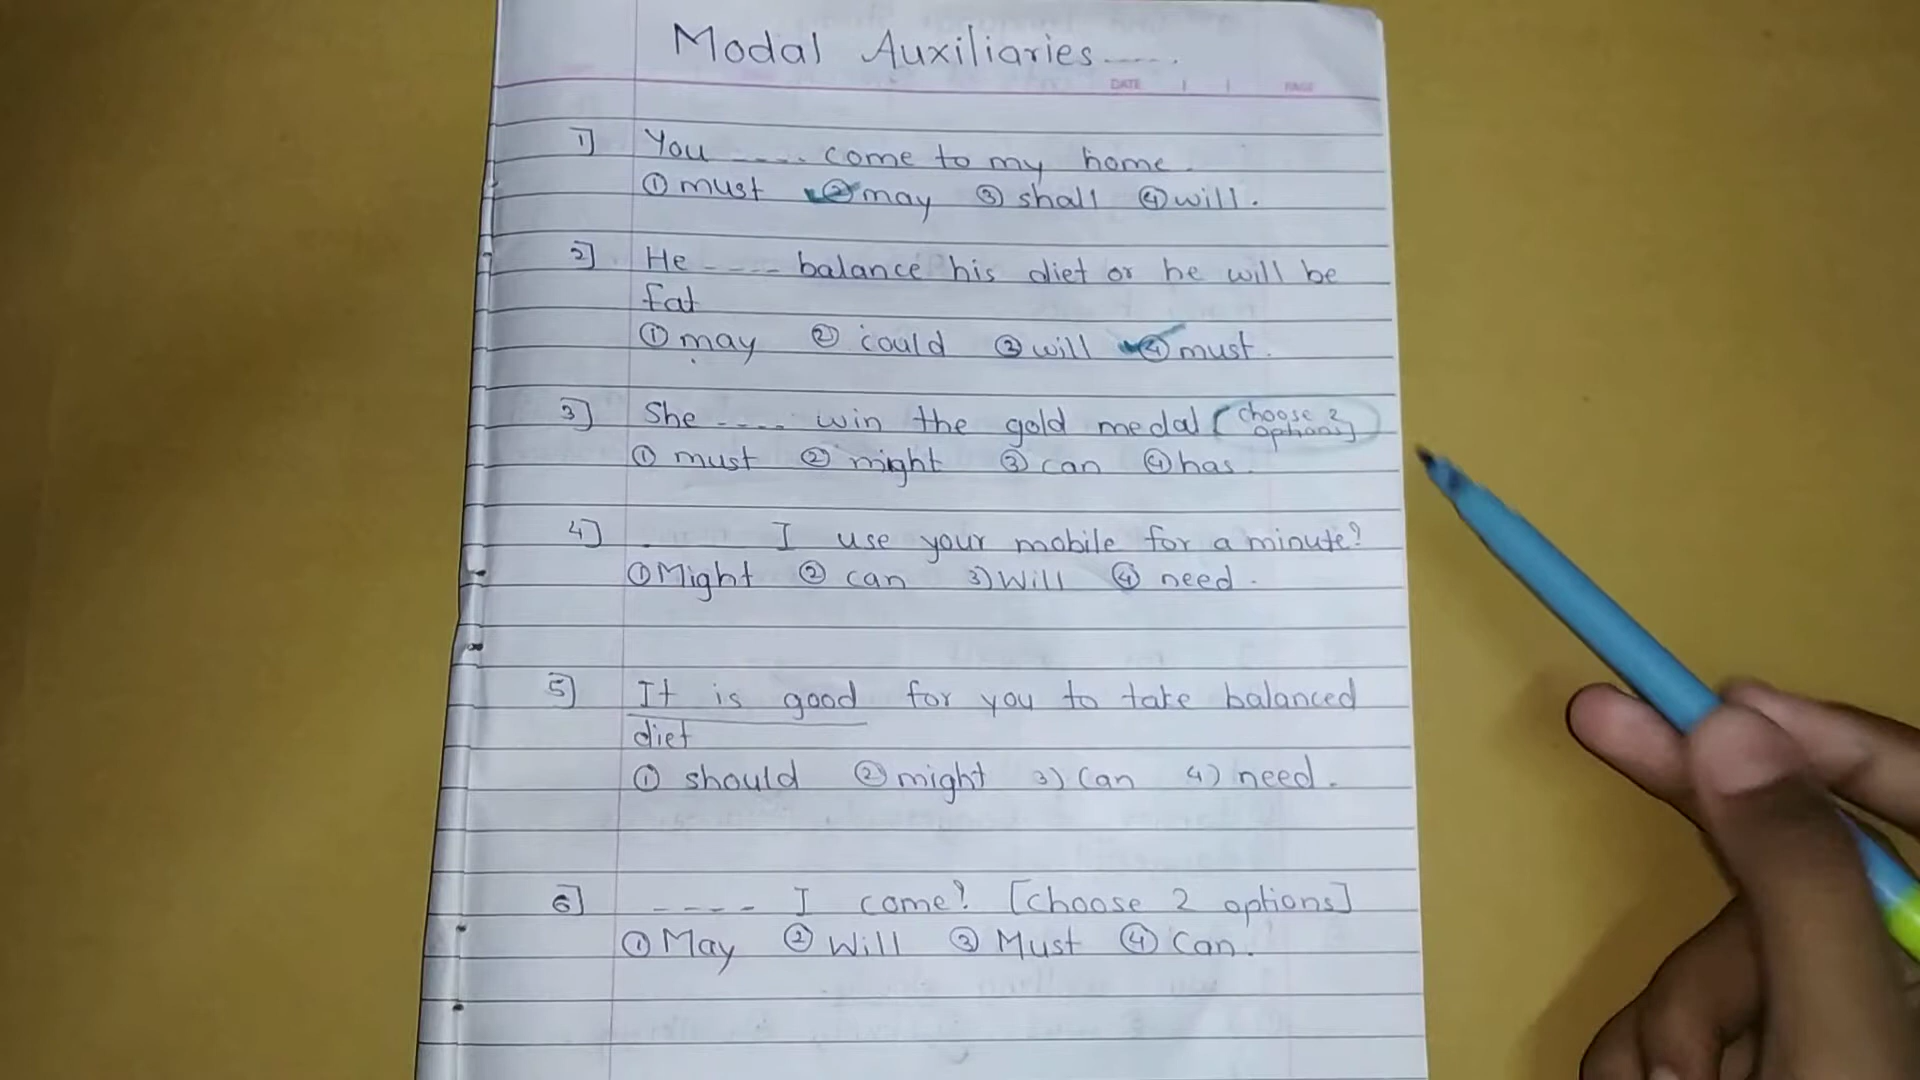 Modal Auxiliaries.....
DATE PAGE
1] You .... come to my home.
① must ② may ③ shall ④ will.
2] He .... balance his diet or he will be
fat
① may ② could ③ will ④ must.
3] She .... win the gold medal [choose 2
options]
① must ② might ③ can ④ has.
4] ____ I use your mobile for a minute?
① Might ② can 3) Will ④ need.
5] It is good for you to take balanced
diet
① should ② might 3) Can 4) need.
6] ---- I come? [choose 2 options]
① May ② Will ③ Must ④ Can.